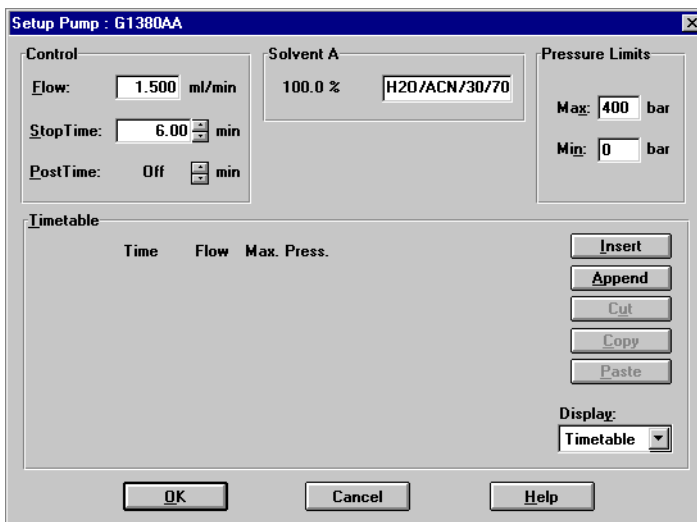 Setup Pump : G1380AA
Control
Flow: 1.500 ml/min
StopTime: 6.00 min
PostTime: Off min
Solvent A
100.0 % H2O/ACN/30/70
Pressure Limits
Max: 400 bar
Min: 0 bar
Timetable
Time Flow Max. Press.
Insert
Append
Cut
Copy
Paste
Display:
Timetable
OK Cancel Help